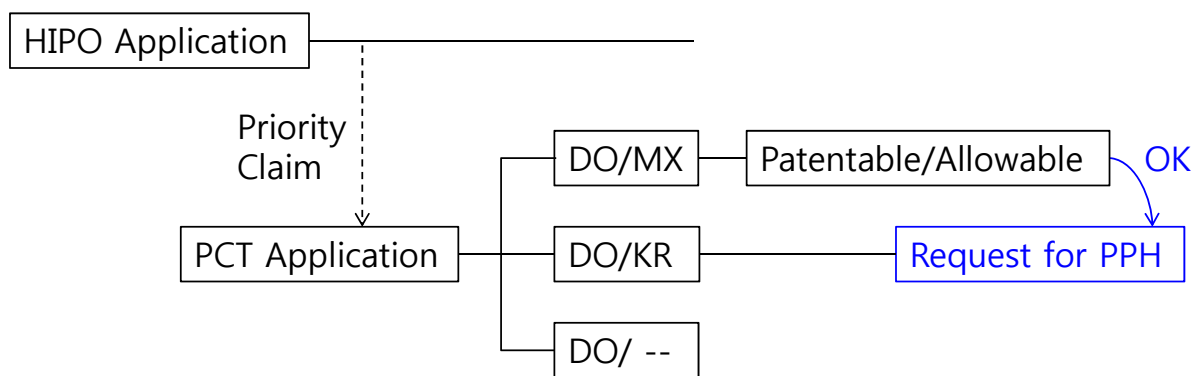 HIPO Application
Priority
Claim
DO/MX
Patentable/Allowable
OK
PCT Application
DO/KR
Request for PPH
DO/ --